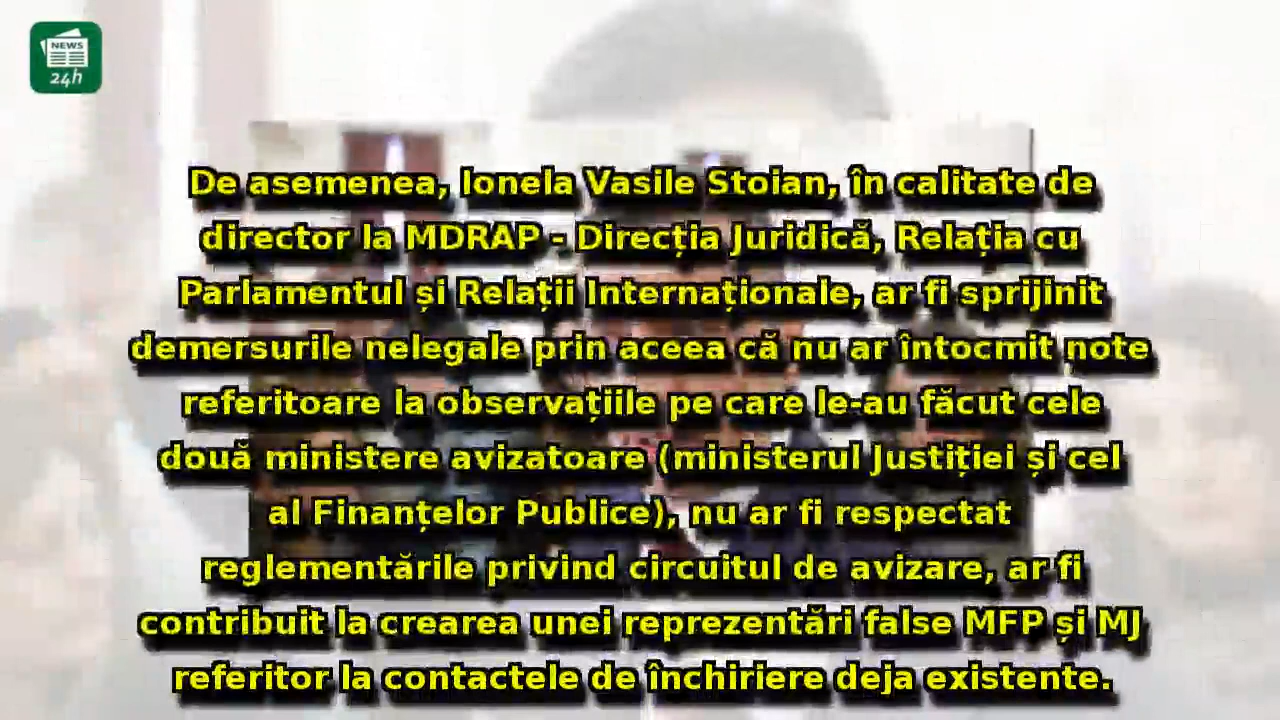 NEWS
24h
De asemenea, Ionela Vasile Stoian, în calitate de
director la MDRAP - Direcția Juridică, Relația cu
Parlamentul și Relații Internaționale, ar fi sprijinit
demersurile nelegale prin aceea că nu ar întocmit note
referitoare la observațiile pe care le-au făcut cele
două ministere avizatoare (ministerul Justiției și cel
al Finanțelor Publice), nu ar fi respectat
reglementările privind circuitul de avizare, ar fi
contribuit la crearea unei reprezentări false MFP și MJ
referitor la contactele de închiriere deja existente.